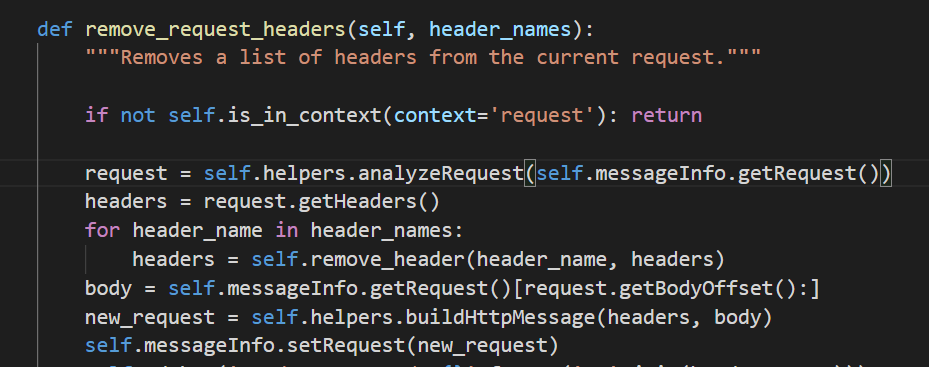 def remove_request_headers(self, header_names):
    """Removes a list of headers from the current request."""

    if not self.is_in_context(context='request'): return

    request = self.helpers.analyzeRequest(self.messageInfo.getRequest())
    headers = request.getHeaders()
    for header_name in header_names:
        headers = self.remove_header(header_name, headers)
    body = self.messageInfo.getRequest()[request.getBodyOffset():]
    new_request = self.helpers.buildHttpMessage(headers, body)
    self.messageInfo.setRequest(new_request)